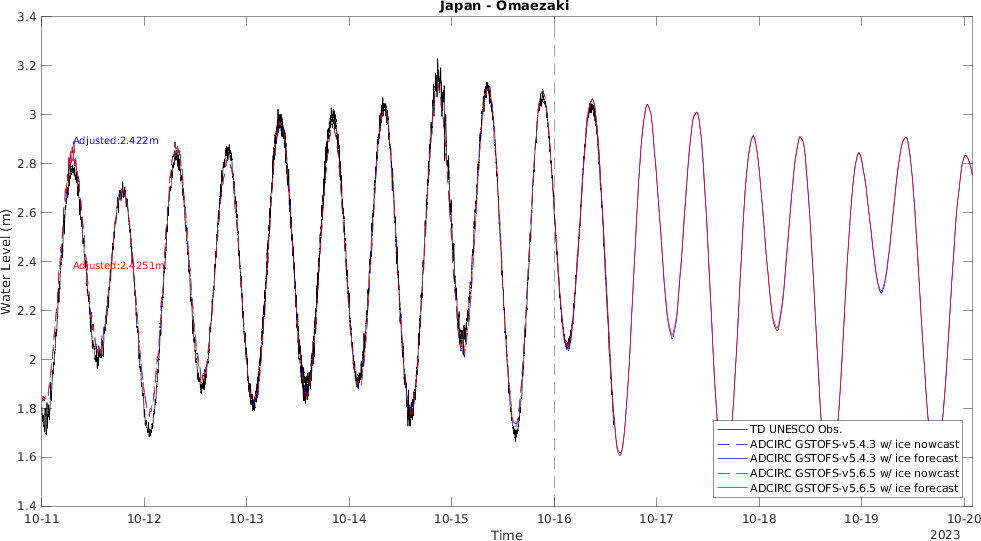 Japan - Omaezaki
3.4
3.2
3
2.8
2.6
2.4
2.2
2
1.8
1.6
1.4
Water Level (m)
Adjusted:2.422m
Adjusted:2.4251m
TD UNESCO Obs.
ADCIRC GSTOFS-v5.4.3 w/ ice nowcast
ADCIRC GSTOFS-v5.4.3 w/ ice forecast
ADCIRC GSTOFS-v5.6.5 w/ ice nowcast
ADCIRC GSTOFS-v5.6.5 w/ ice forecast
10-11 10-12 10-13 10-14 10-15 10-16 10-17 10-18 10-19 10-20
Time
2023